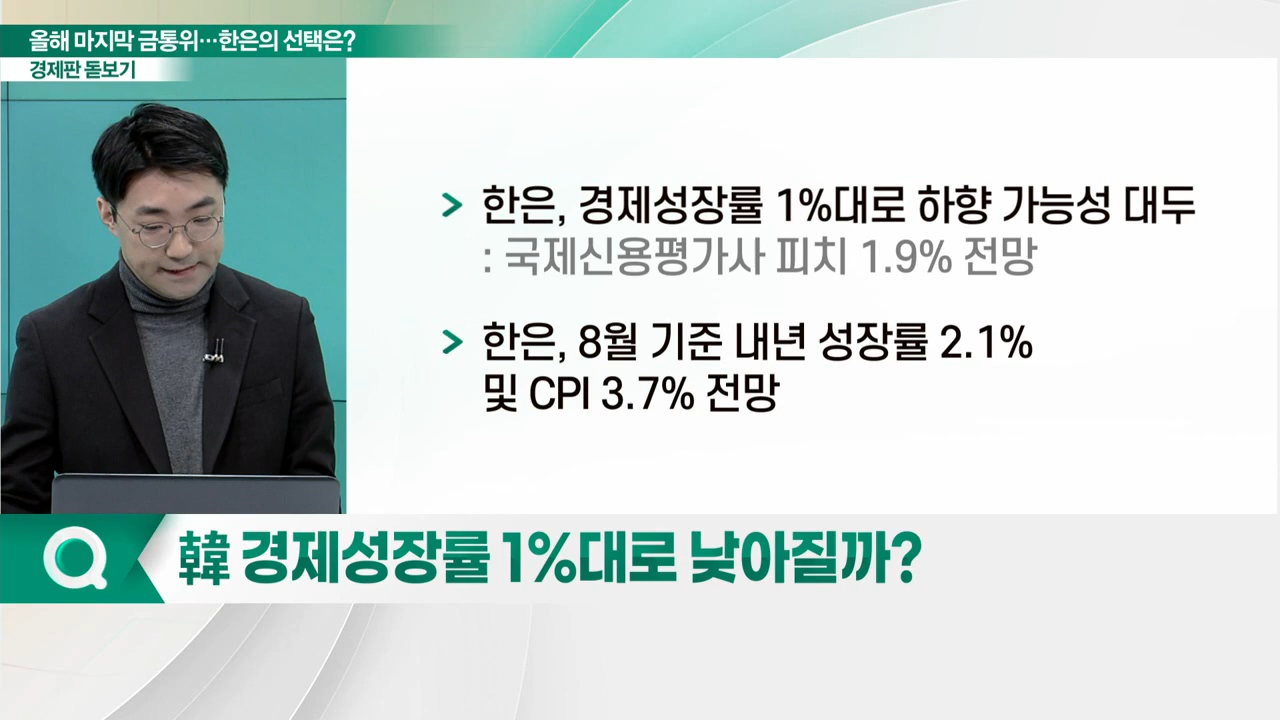 올해 마지막 금통위…한은의 선택은?
경제판 돋보기
한은, 경제성장률 1%대로 하향 가능성 대두
: 국제신용평가사 피치 1.9% 전망
한은, 8월 기준 내년 성장률 2.1%
및 CPI 3.7% 전망
Q 韓 경제성장률 1%대로 낮아질까?